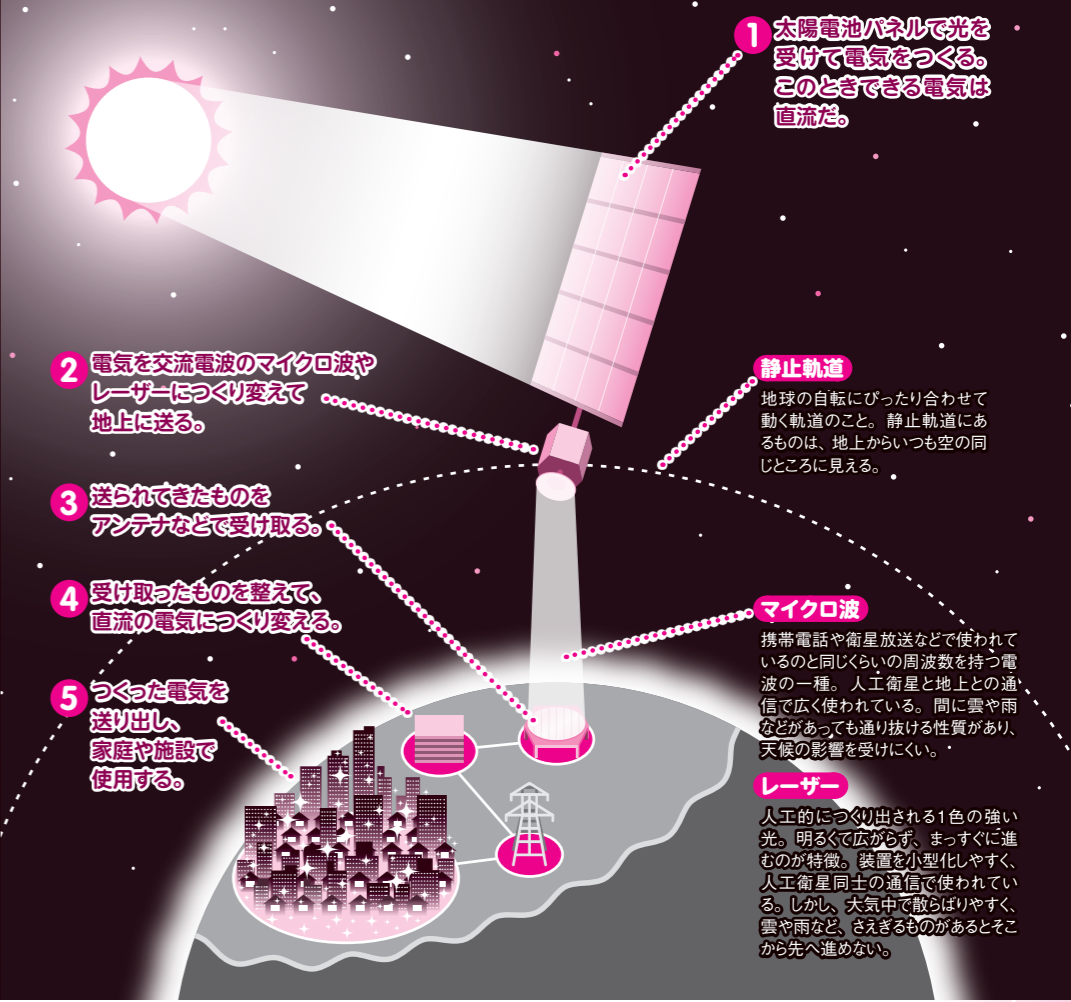 1 太陽電池パネルで光を
受けて電気をつくる。
このときできる電気は
直流だ。
2 電気を交流電波のマイクロ波や
レーザーにつくり変えて
地上に送る。
3 送られてきたものを
アンテナなどで受け取る。
4 受け取ったものを整えて、
直流の電気につくり変える。
5 つくった電気を
送り出し、
家庭や施設で
使用する。
静止軌道
地球の自転にぴったり合わせて
動く軌道のこと。静止軌道にあ
るものは、地上からいつも空の同
じところに見える。
マイクロ波
携帯電話や衛星放送などで使われて
いるのと同じくらいの周波数を持つ電
波の一種。人工衛星と地上との通
信で広く使われている。間に雲や雨
などがあっても通り抜ける性質があり、
天候の影響を受けにくい。
レーザー
人工的につくり出される1色の強い
光。明るくて広がらず、まっすぐに進
むのが特徴。装置を小型化しやすく、
人工衛星同士の通信で使われてい
る。しかし、大気中で散らばりやすく、
雲や雨など、さえぎるものがあるとそこ
から先へ進めない。